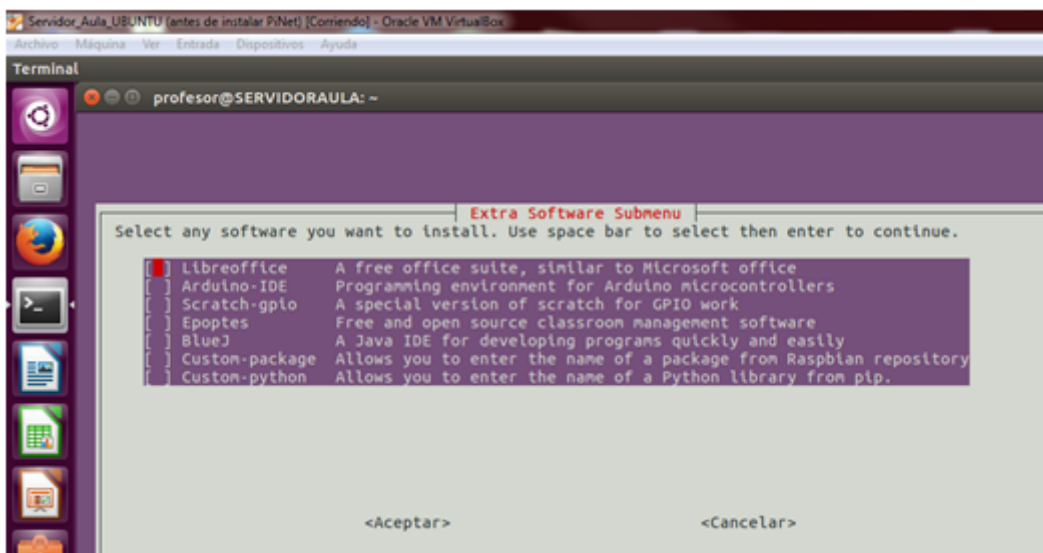 Servidor_Aula_UBUNTU (antes de instalar PiNet) [Corriendo] - Oracle VM VirtualBox
Archivo Máquina Ver Entrada Dispositivos Ayuda
Terminal
profesor@SERVIDORAULA: ~
Extra Software Submenu
Select any software you want to install. Use space bar to select then enter to continue.
[ ] Libreoffice A free office suite, similar to Microsoft office
[ ] Arduino-IDE Programming environment for Arduino microcontrollers
[ ] Scratch-gpio A special version of scratch for GPIO work
[ ] Epoptes Free and open source classroom management software
[ ] BlueJ A Java IDE for developing programs quickly and easily
[ ] Custom-package Allows you to enter the name of a package from Raspbian repository
[ ] Custom-python Allows you to enter the name of a Python library from pip.
<Aceptar> <Cancelar>